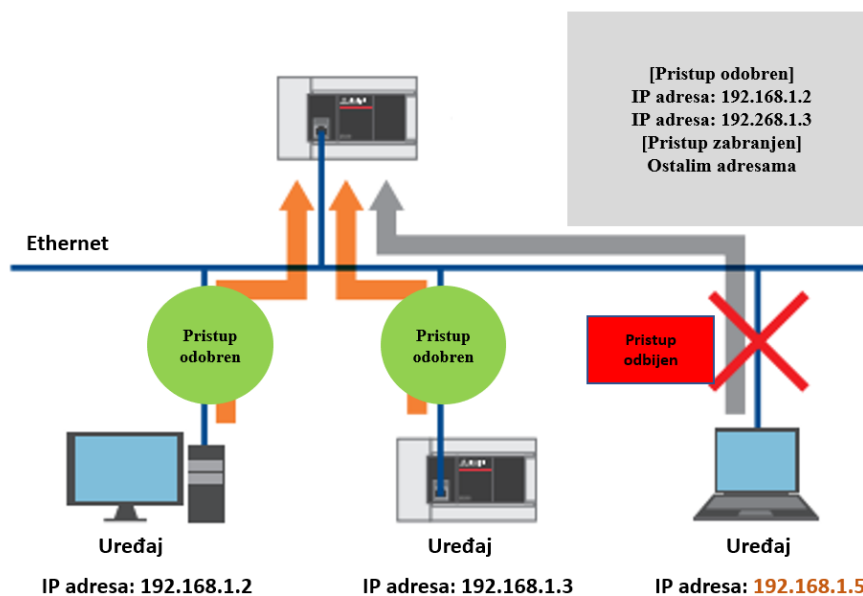 [Pristup odobren]
IP adresa: 192.168.1.2
IP adresa: 192.268.1.3
[Pristup zabranjen]
Ostalim adresama
Ethernet
Pristup
odobren
Pristup
odobren
Pristup
odbijen
Uređaj
Uređaj
Uređaj
IP adresa: 192.168.1.2
IP adresa: 192.168.1.3
IP adresa: 192.168.1.5